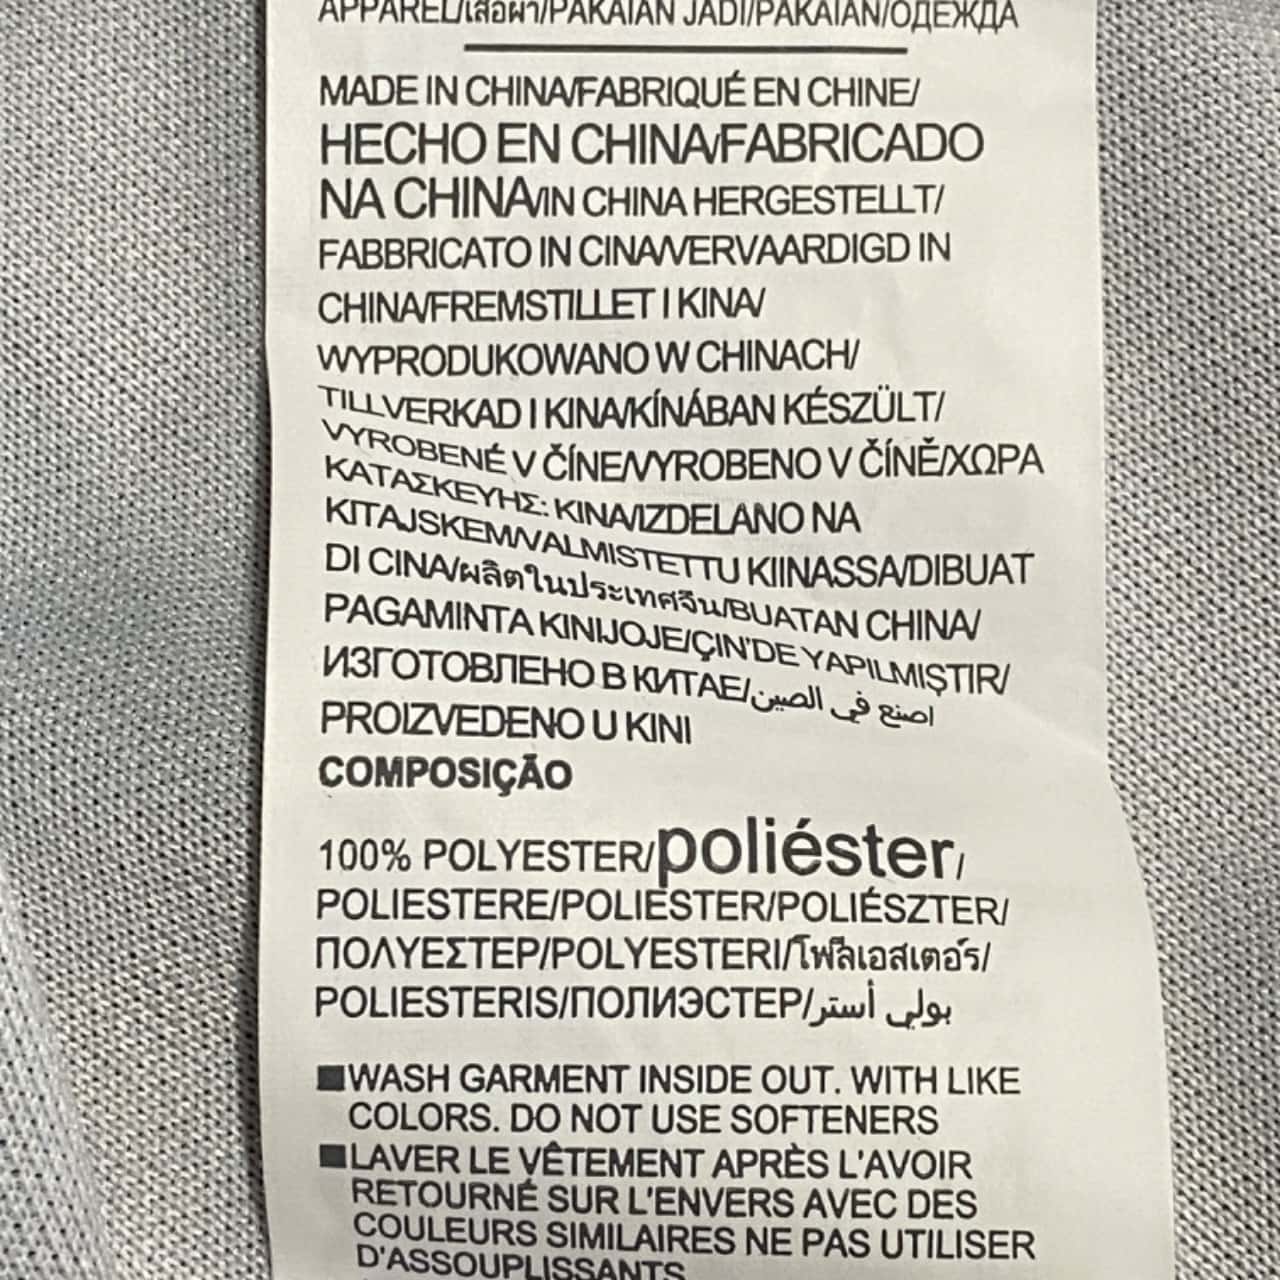 APPAREL/เสื้อผ้า/PAKAIAN JADI/PAKAIAN/ОДЕЖДА
MADE IN CHINA/FABRIQUÉ EN CHINE/
HECHO EN CHINA/FABRICADO
NA CHINA/IN CHINA HERGESTELLT/
FABBRICATO IN CINA/VERVAARDIGD IN
CHINA/FREMSTILLET I KINA/
WYPRODUKOWANO W CHINACH/
TILLVERKAD I KINA/KÍNÁBAN KÉSZÜLT/
VYROBENÉ V ČÍNE/VYROBENO V ČÍNĚ/ΧΩΡΑ
ΚΑΤΑΣΚΕΥΗΣ: ΚΙΝΑ/IZDELANO NA
KITAJSKEM/VALMISTETTU KIINASSA/DIBUAT
DI CINA/ผลิตในประเทศจีน/BUATAN CHINA/
PAGAMINTA KINIJOJE/ÇIN'DE YAPILMIŞTIR/
ИЗГОТОВЛЕНО В КИТАЕ/اصنع في الصين
PROIZVEDENO U KINI
COMPOSIÇÃO
100% POLYESTER/poliéster/
POLIESTERE/POLIESTER/POLIÉSZTER/
ΠΟΛΥΕΣΤΕΡ/POLYESTERI/โพลีเอสเตอร์/
POLIESTERIS/ПОЛИЭСТЕР/بولي أستر
■WASH GARMENT INSIDE OUT. WITH LIKE
COLORS. DO NOT USE SOFTENERS
■LAVER LE VÊTEMENT APRÈS L'AVOIR
RETOURNÉ SUR L'ENVERS AVEC DES
COULEURS SIMILAIRES NE PAS UTILISER
D'ASSOUPLISSANTS